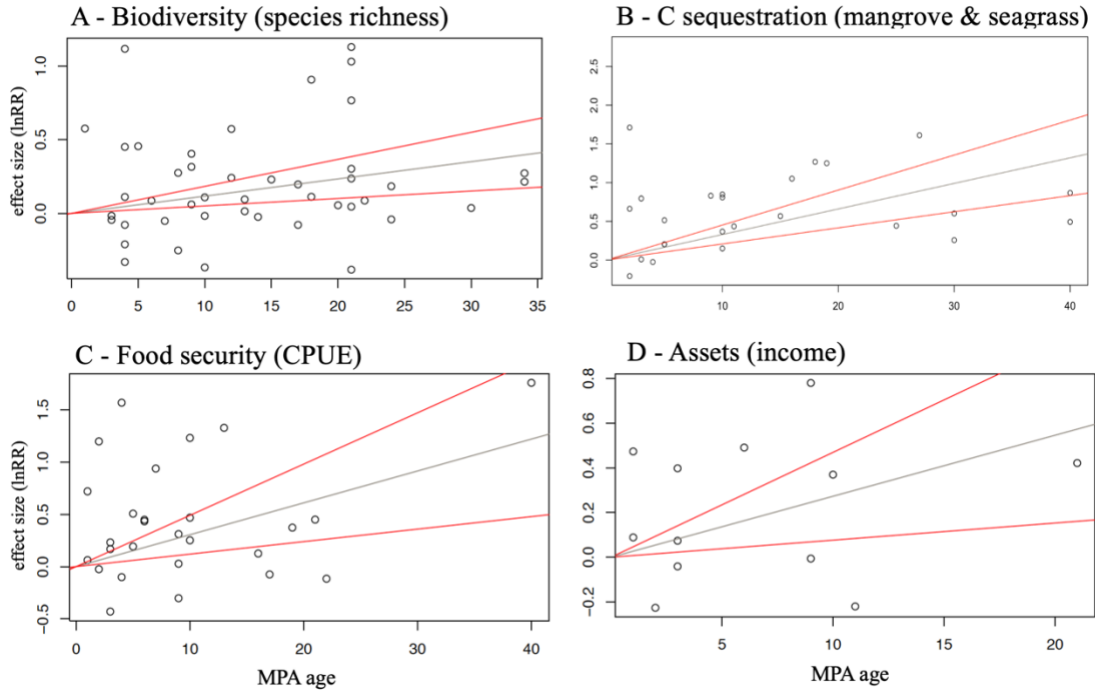 A - Biodiversity (species richness)
B - C sequestration (mangrove & seagrass)
effect size (lnRR)
1.0
0.5
0.0
0 5 10 15 20 25 30 35
2.5
2.0
1.5
1.0
0.5
0.0
10 20 30 40
C - Food security (CPUE)
D - Assets (income)
effect size (lnRR)
1.5
1.0
0.5
0.0
−0.5
0 10 20 30 40
MPA age
0.8
0.6
0.4
0.2
0.0
−0.2
5 10 15 20
MPA age